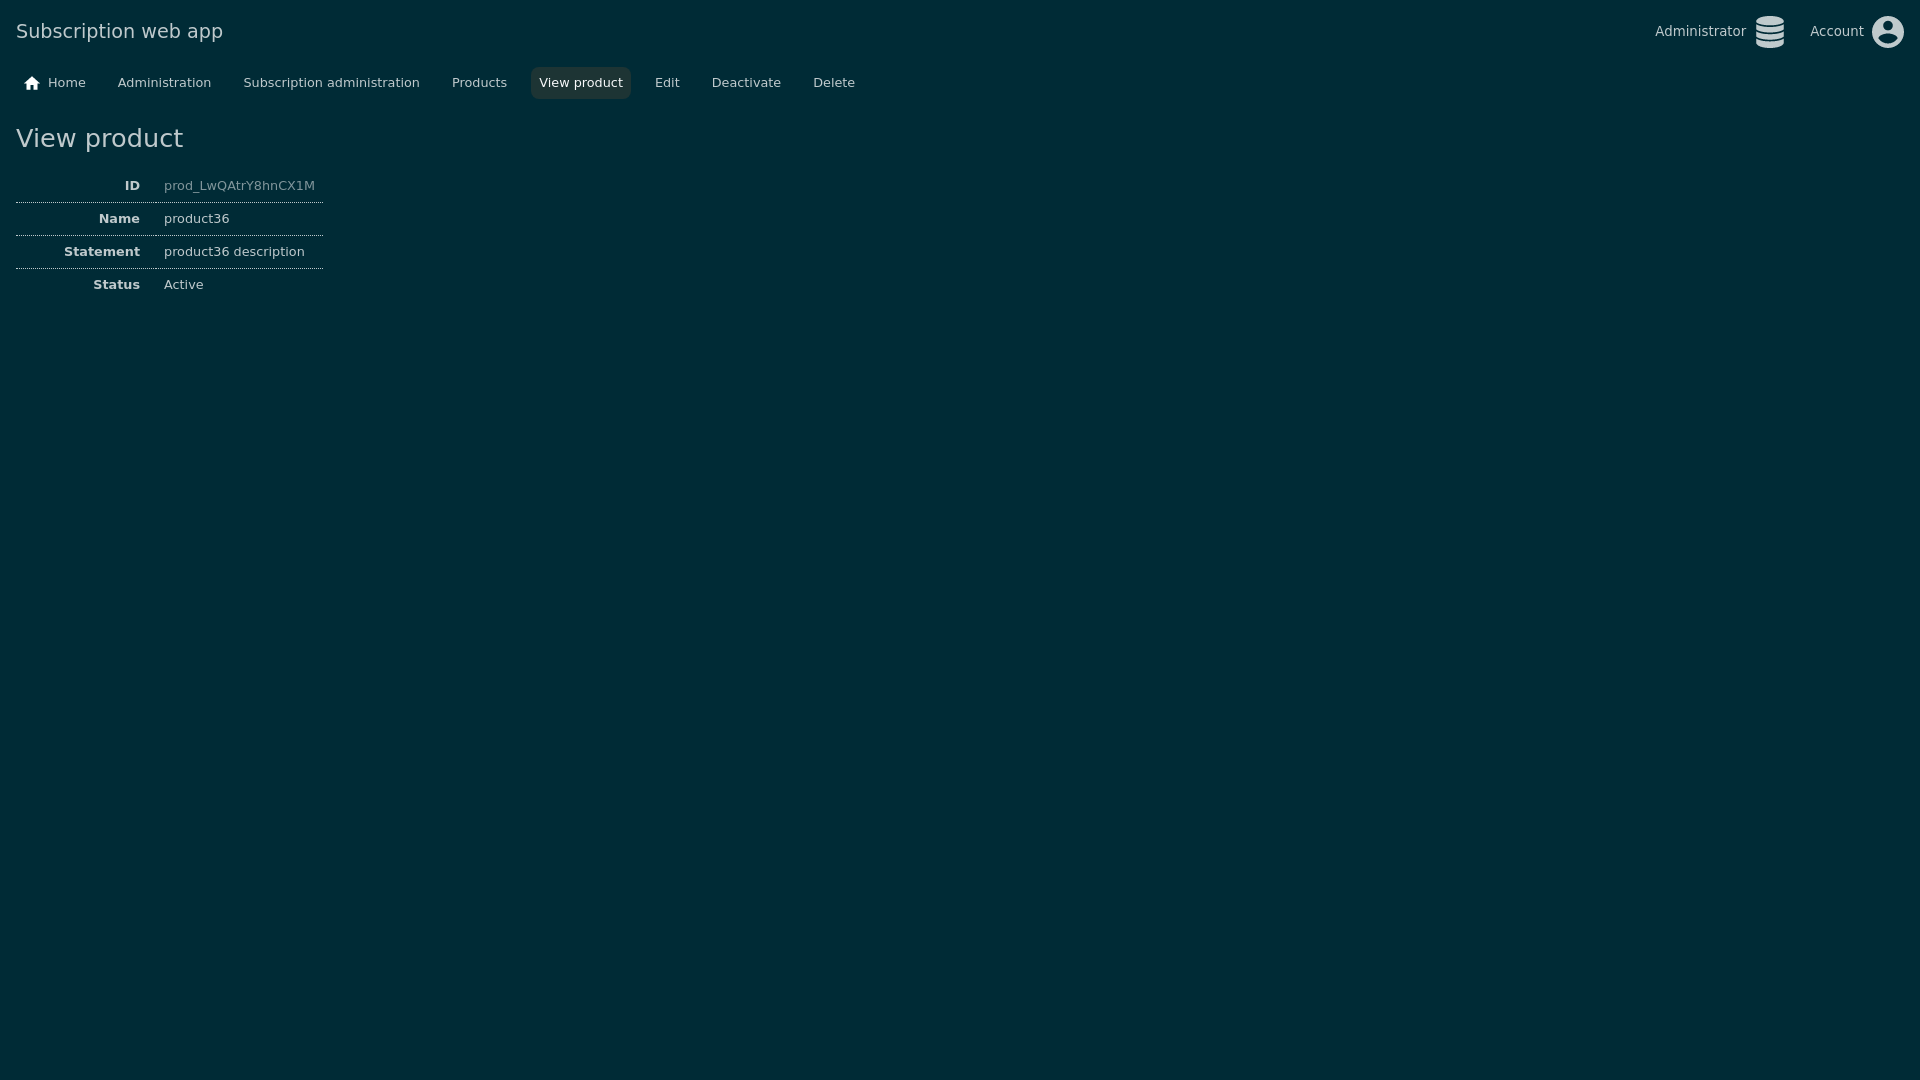 Subscription web app
Administrator
Account
Home
Administration
Subscription administration
Products
View product
Edit
Deactivate
Delete
View product
ID prod_LwQAtrY8hnCX1M
Name product36
Statement product36 description
Status Active